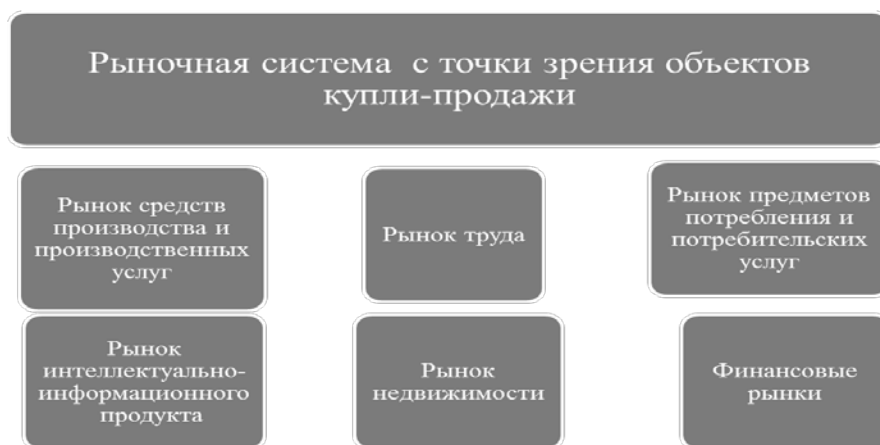 Рыночная система с точки зрения объектов
купли-продажи
Рынок средств
производства и
производственных
услуг
Рынок труда
Рынок предметов
потребления и
потребительских
услуг
Рынок
интеллектуально-
информационного
продукта
Рынок
недвижимости
Финансовые
рынки